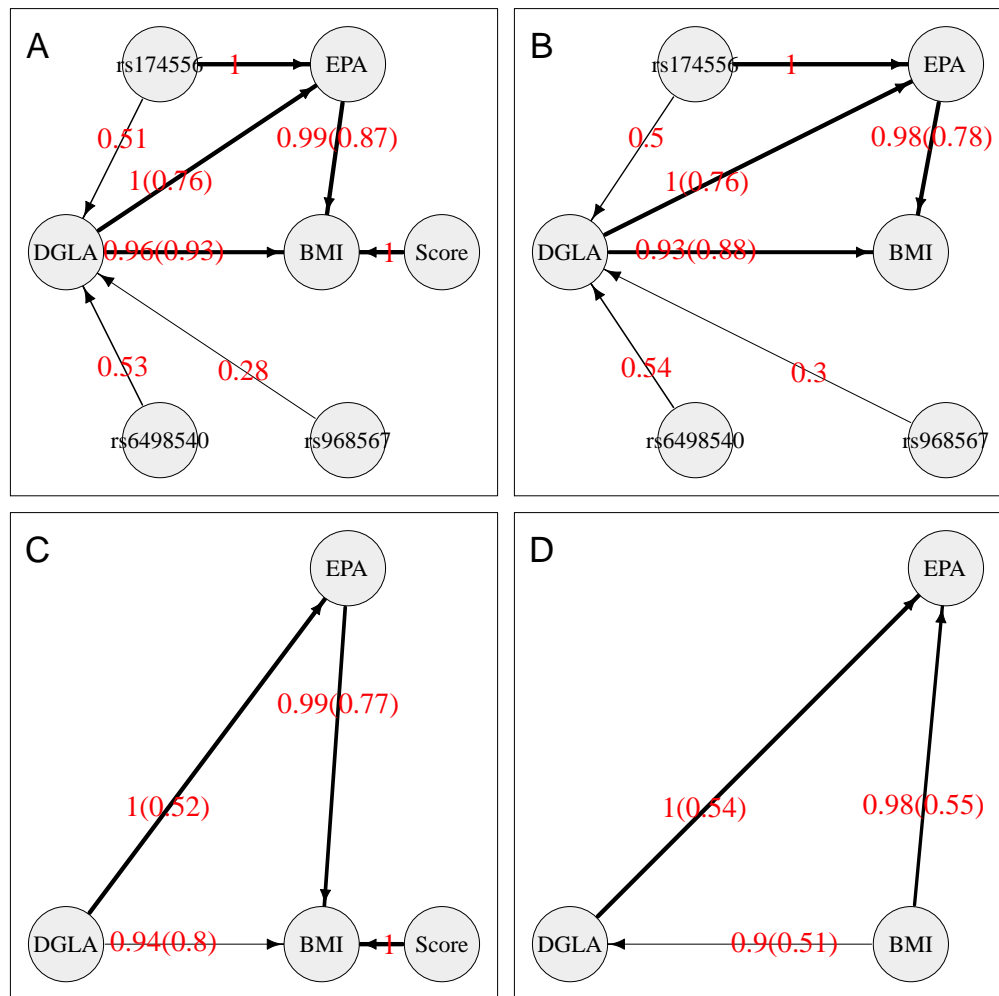 A
rs174556
1
EPA
0.51
0.99(0.87)
1(0.76)
DGLA
0.96(0.93)
BMI
1
Score
0.53
0.28
rs6498540
rs968567
B
rs174556
1
EPA
0.5
0.98(0.78)
1(0.76)
DGLA
0.93(0.88)
BMI
0.54
0.3
rs6498540
rs968567
C
EPA
0.99(0.77)
1(0.52)
DGLA
0.94(0.8)
BMI
1
Score
D
EPA
1(0.54)
0.98(0.55)
DGLA
0.9(0.51)
BMI